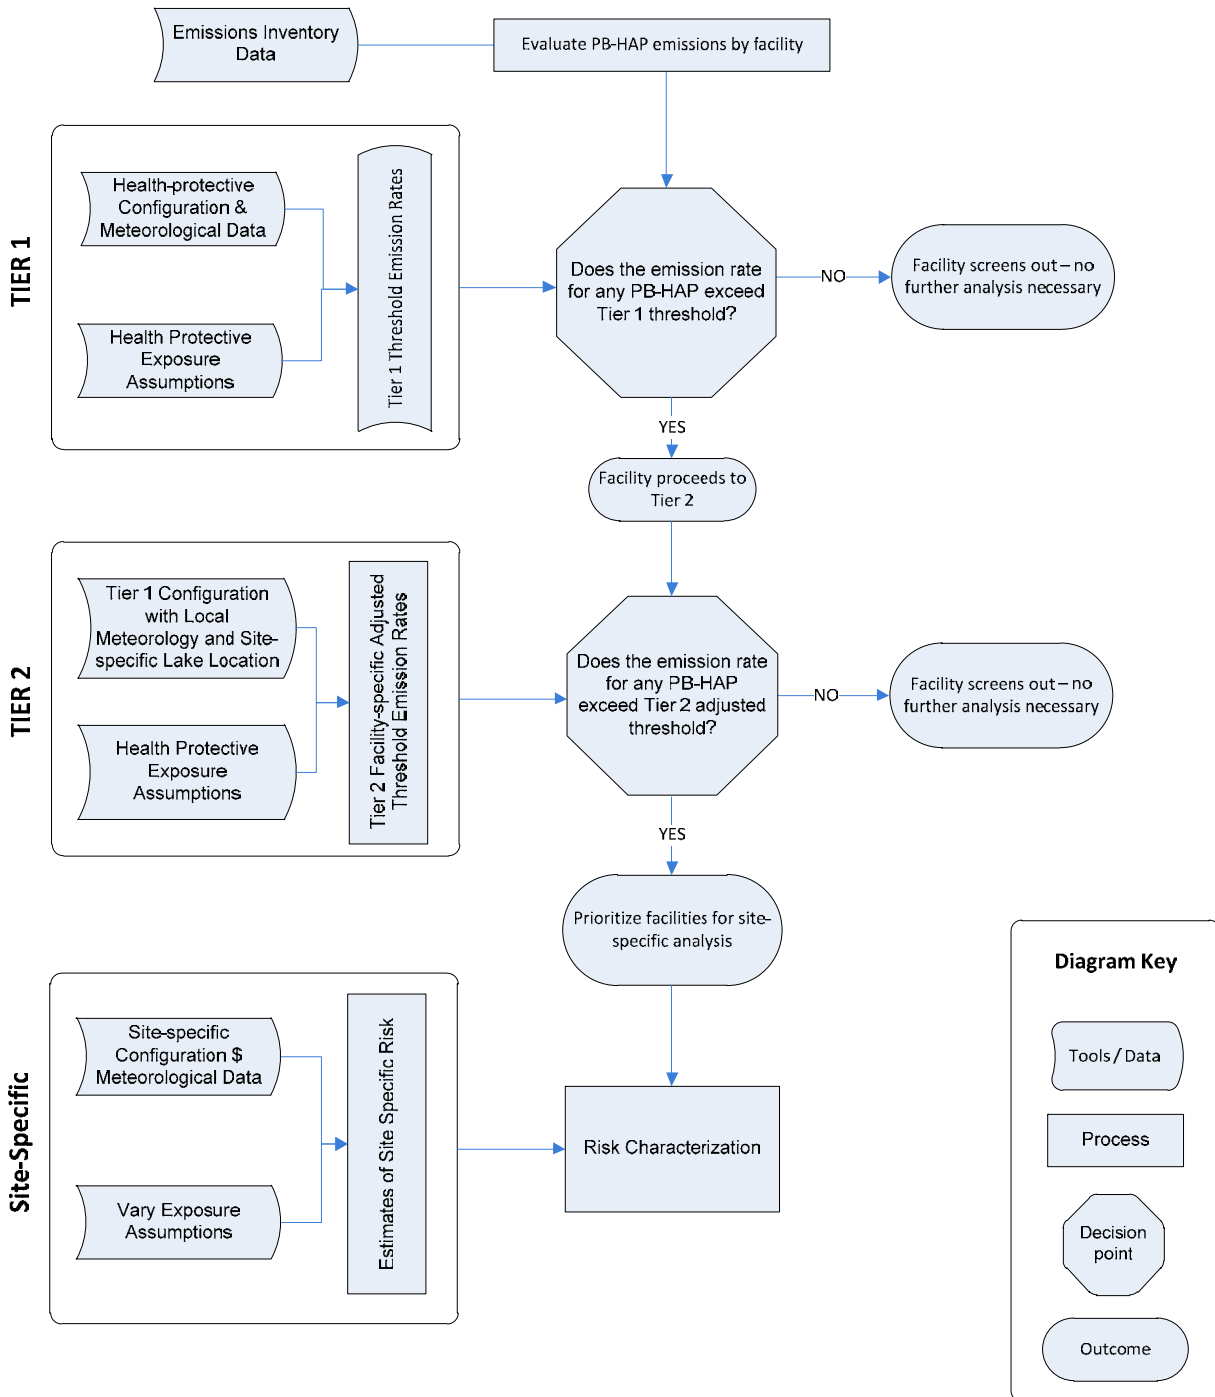 Emissions Inventory
Data
Evaluate PB-HAP emissions by facility
TIER 1
Health-protective
Configuration &
Meteorological Data
Health Protective
Exposure
Assumptions
Tier 1 Threshold Emission Rates
Does the emission rate
for any PB-HAP exceed
Tier 1 threshold?
NO
Facility screens out – no
further analysis necessary
YES
Facility proceeds to
Tier 2
TIER 2
Tier 1 Configuration
with Local
Meteorology and Site-
specific Lake Location
Health Protective
Exposure
Assumptions
Tier 2 Facility-specific Adjusted
Threshold Emission Rates
Does the emission rate
for any PB-HAP
exceed Tier 2 adjusted
threshold?
NO
Facility screens out – no
further analysis necessary
YES
Prioritize facilities for site-
specific analysis
Site-Specific
Site-specific
Configuration $
Meteorological Data
Vary Exposure
Assumptions
Estimates of Site Specific Risk
Risk Characterization
Diagram Key
Tools / Data
Process
Decision
point
Outcome